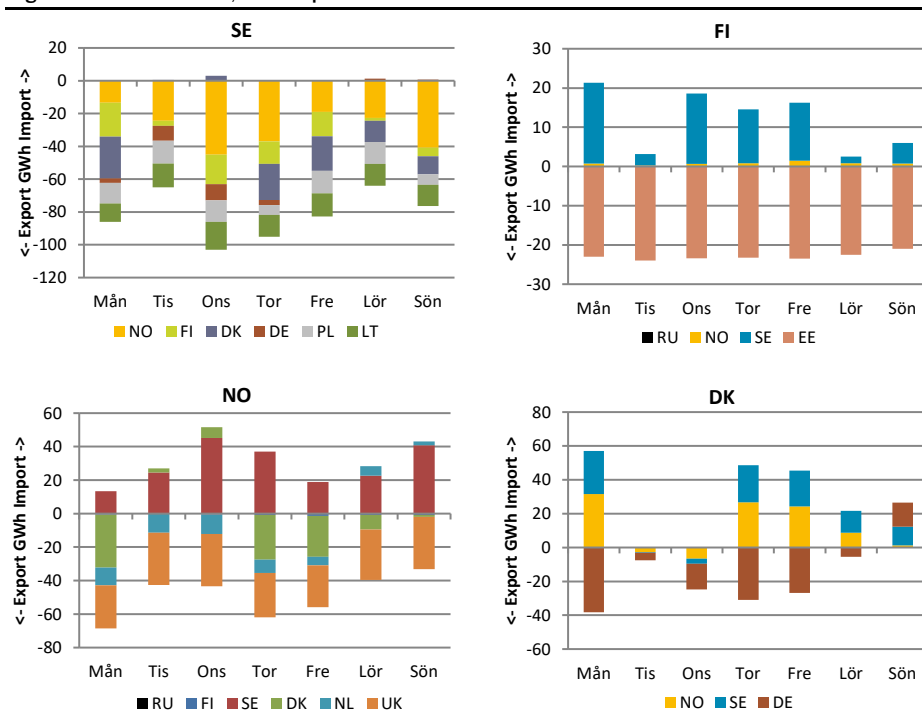 SE
20
0
-20
-40
-60
-80
-100
-120
<- Export GWh Import ->
Mån Tis Ons Tor Fre Lör Sön
NO FI DK DE PL LT
FI
30
20
10
0
-10
-20
-30
<- Export GWh Import ->
Mån Tis Ons Tor Fre Lör Sön
RU NO SE EE
NO
60
40
20
0
-20
-40
-60
-80
<- Export GWh Import ->
Mån Tis Ons Tor Fre Lör Sön
RU FI SE DK NL UK
DK
80
60
40
20
0
-20
-40
-60
<- Export GWh Import ->
Mån Tis Ons Tor Fre Lör Sön
NO SE DE